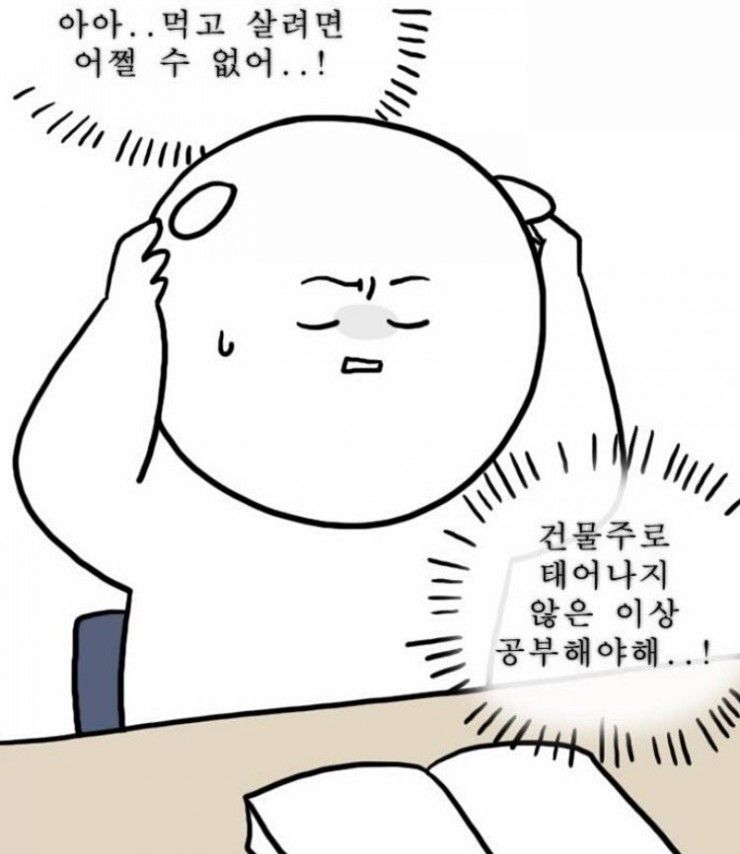 아아..먹고 살려면
어쩔 수 없어..!
건물주로
태어나지
않은 이상
공부해야해..!